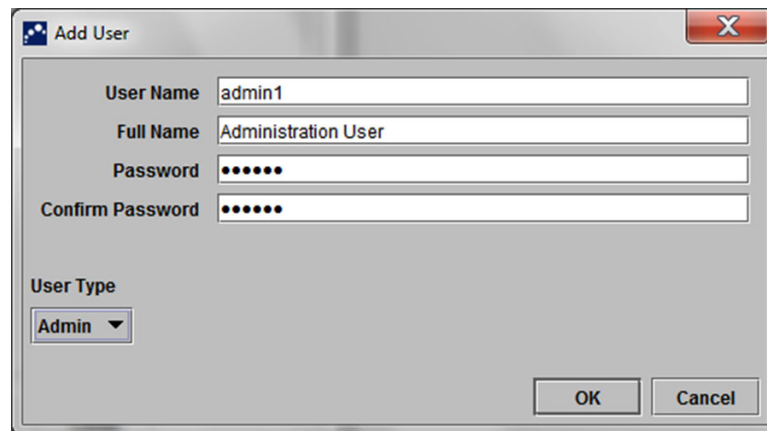 Add User
User Name admin1
Full Name Administration User
Password ••••••
Confirm Password ••••••
User Type
Admin
OK Cancel